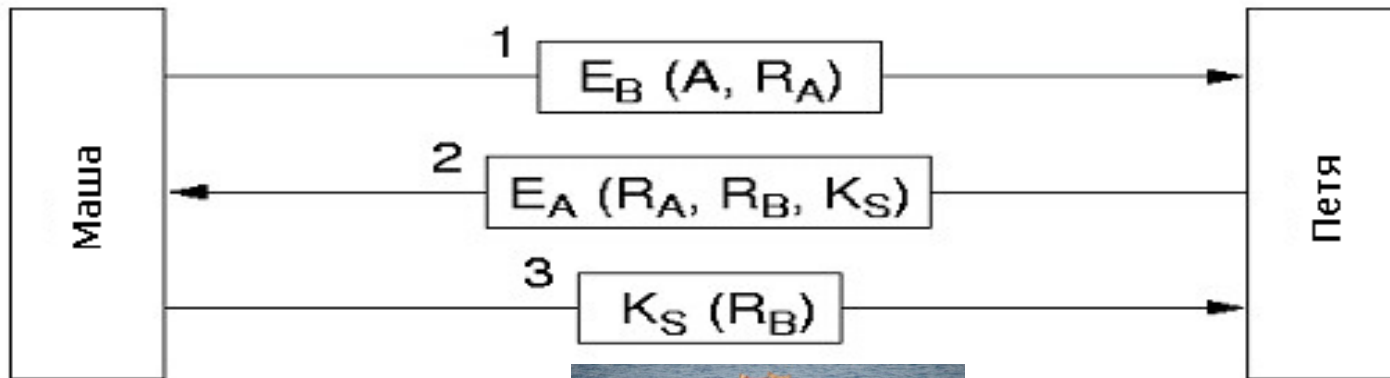 Маша
1
E_B (A, R_A)
2
E_A (R_A, R_B, K_S)
3
K_S (R_B)
Петя